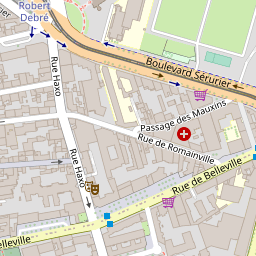 Robert
Debré
Boulevard Sérurier
Rue Haxo
Passage des Mauxins
Rue de Romainville
Rue Haxo
Rue de Belleville
elleville